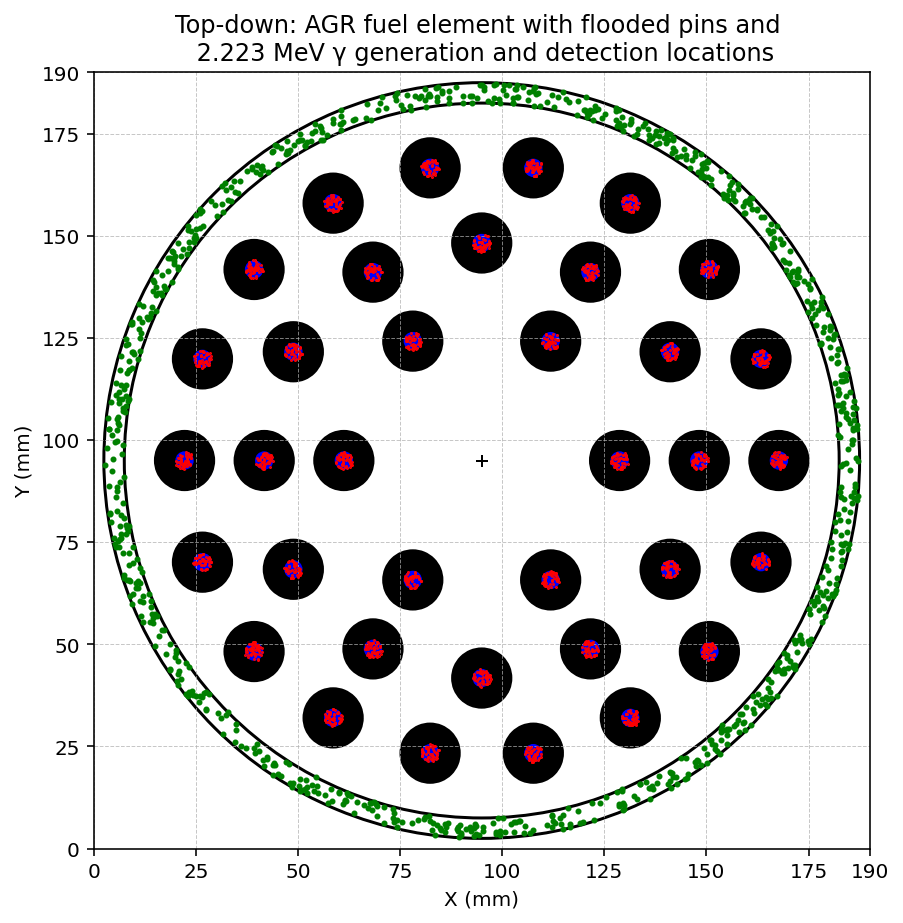 Top-down: AGR fuel element with flooded pins and
2.223 MeV γ generation and detection locations
190
175
150
125
100
75
50
25
0
Y (mm)
0 25 50 75 100 125 150 175 190
X (mm)